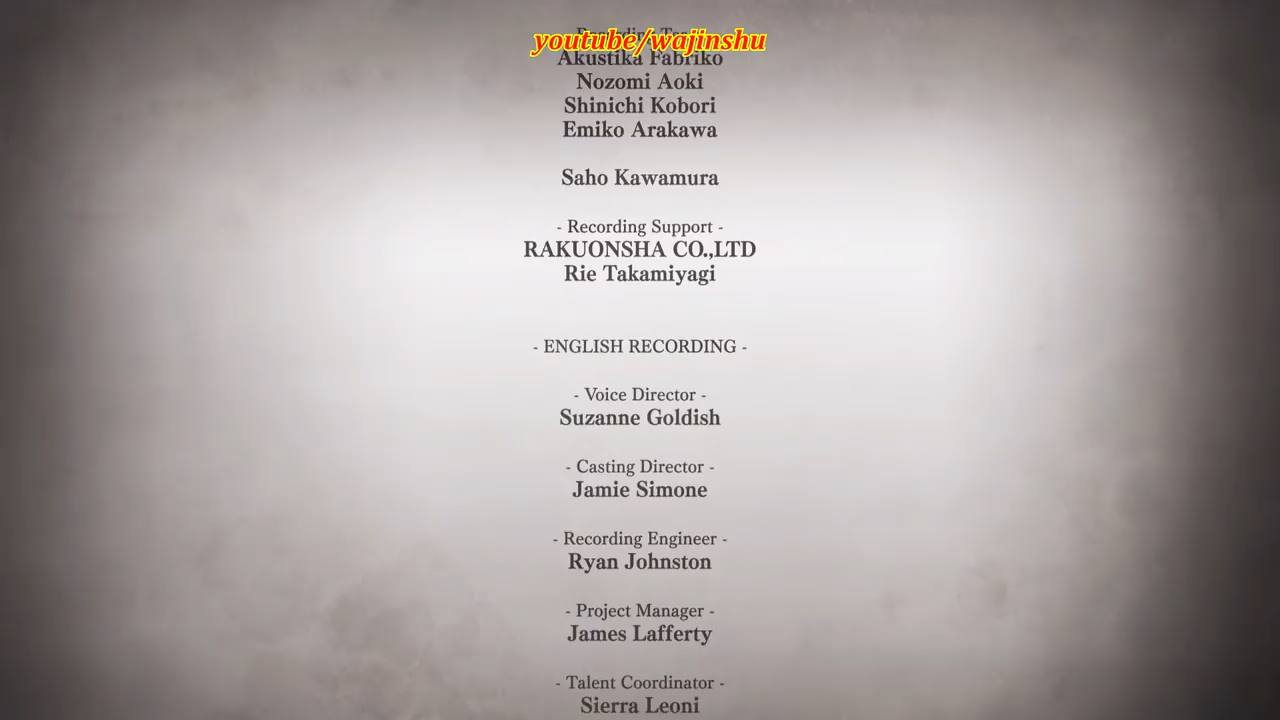 youtube/wajinshu
Akustika Fabriko
Nozomi Aoki
Shinichi Kobori
Emiko Arakawa
Saho Kawamura
- Recording Support -
RAKUONSHA CO.,LTD
Rie Takamiyagi
- ENGLISH RECORDING -
- Voice Director -
Suzanne Goldish
- Casting Director -
Jamie Simone
- Recording Engineer -
Ryan Johnston
- Project Manager -
James Lafferty
- Talent Coordinator -
Sierra Leoni